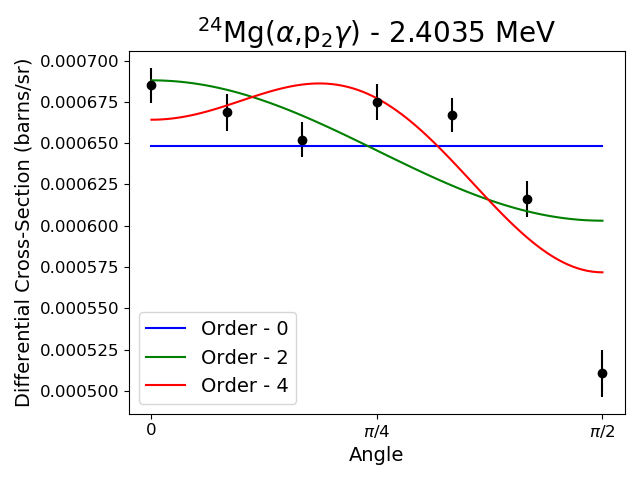 ²⁴Mg(α,p₂γ) - 2.4035 MeV
Differential Cross-Section (barns/sr)
0.000700
0.000675
0.000650
0.000625
0.000600
0.000575
0.000550
0.000525
0.000500
Order - 0
Order - 2
Order - 4
0
π/4
π/2
Angle